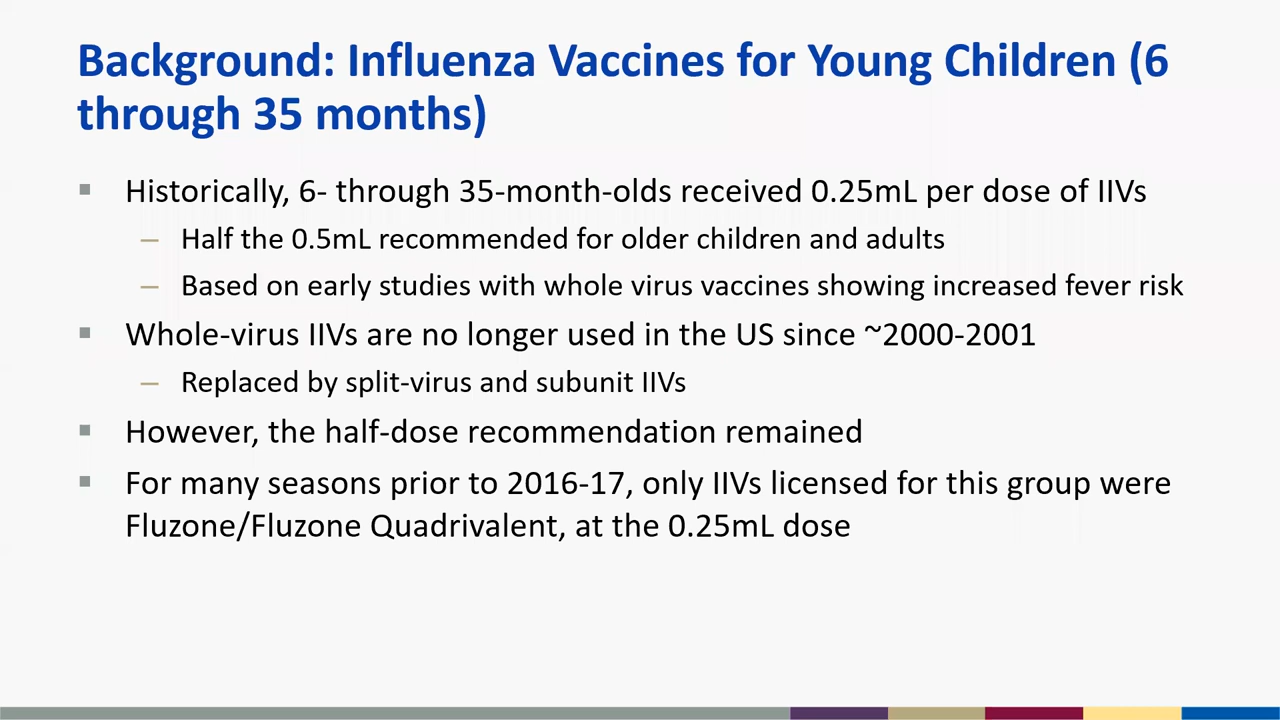 Background: Influenza Vaccines for Young Children (6
through 35 months)
Historically, 6- through 35-month-olds received 0.25mL per dose of IIVs
Half the 0.5mL recommended for older children and adults
Based on early studies with whole virus vaccines showing increased fever risk
Whole-virus IIVs are no longer used in the US since ~2000-2001
Replaced by split-virus and subunit IIVs
However, the half-dose recommendation remained
For many seasons prior to 2016-17, only IIVs licensed for this group were
Fluzone/Fluzone Quadrivalent, at the 0.25mL dose